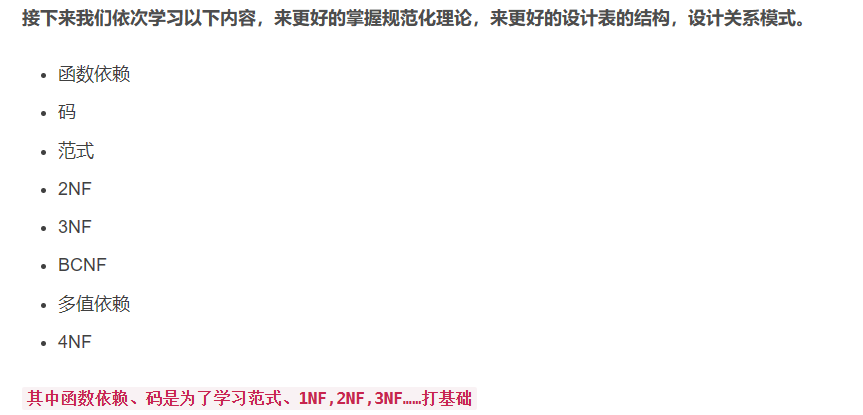 接下来我们依次学习以下内容，来更好的掌握规范化理论，来更好的设计表的结构，设计关系模式。
函数依赖
码
范式
2NF
3NF
BCNF
多值依赖
4NF
其中函数依赖、码是为了学习范式、1NF,2NF,3NF……打基础